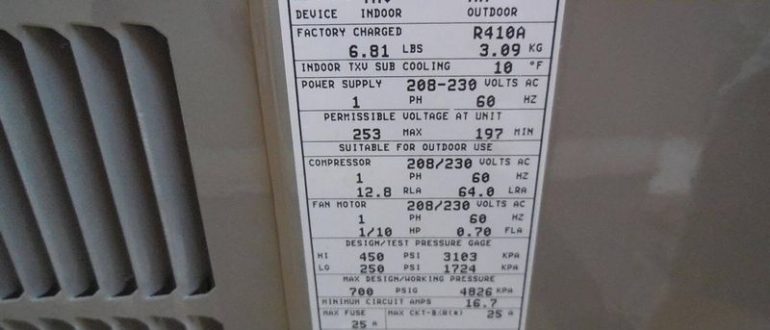 DEVICE INDOOR OUTDOOR
FACTORY CHARGED R410A
6.81 LBS 3.09 KG
INDOOR TXV SUB COOLING 10 °F
POWER SUPPLY 208-230 VOLTS AC
1 PH 60 HZ
PERMISSIBLE VOLTAGE AT UNIT
253 MAX 197 MIN
SUITABLE FOR OUTDOOR USE
COMPRESSOR 208/230 VOLTS AC
1 PH 60 HZ
12.8 RLA 64.0 LRA
FAN MOTOR 208/230 VOLTS AC
1 PH 60 HZ
1/10 HP 0.70 FLA
DESIGN/TEST PRESSURE GAGE
HI 450 PSI 3103 KPA
LO 250 PSI 1724 KPA
MAX DESIGN/WORKING PRESSURE
700 PSIG 4826 KPA
MINIMUM CIRCUIT AMPS 16.7
MAX FUSE MAX CKT-BKR(*) 25 A
25 A